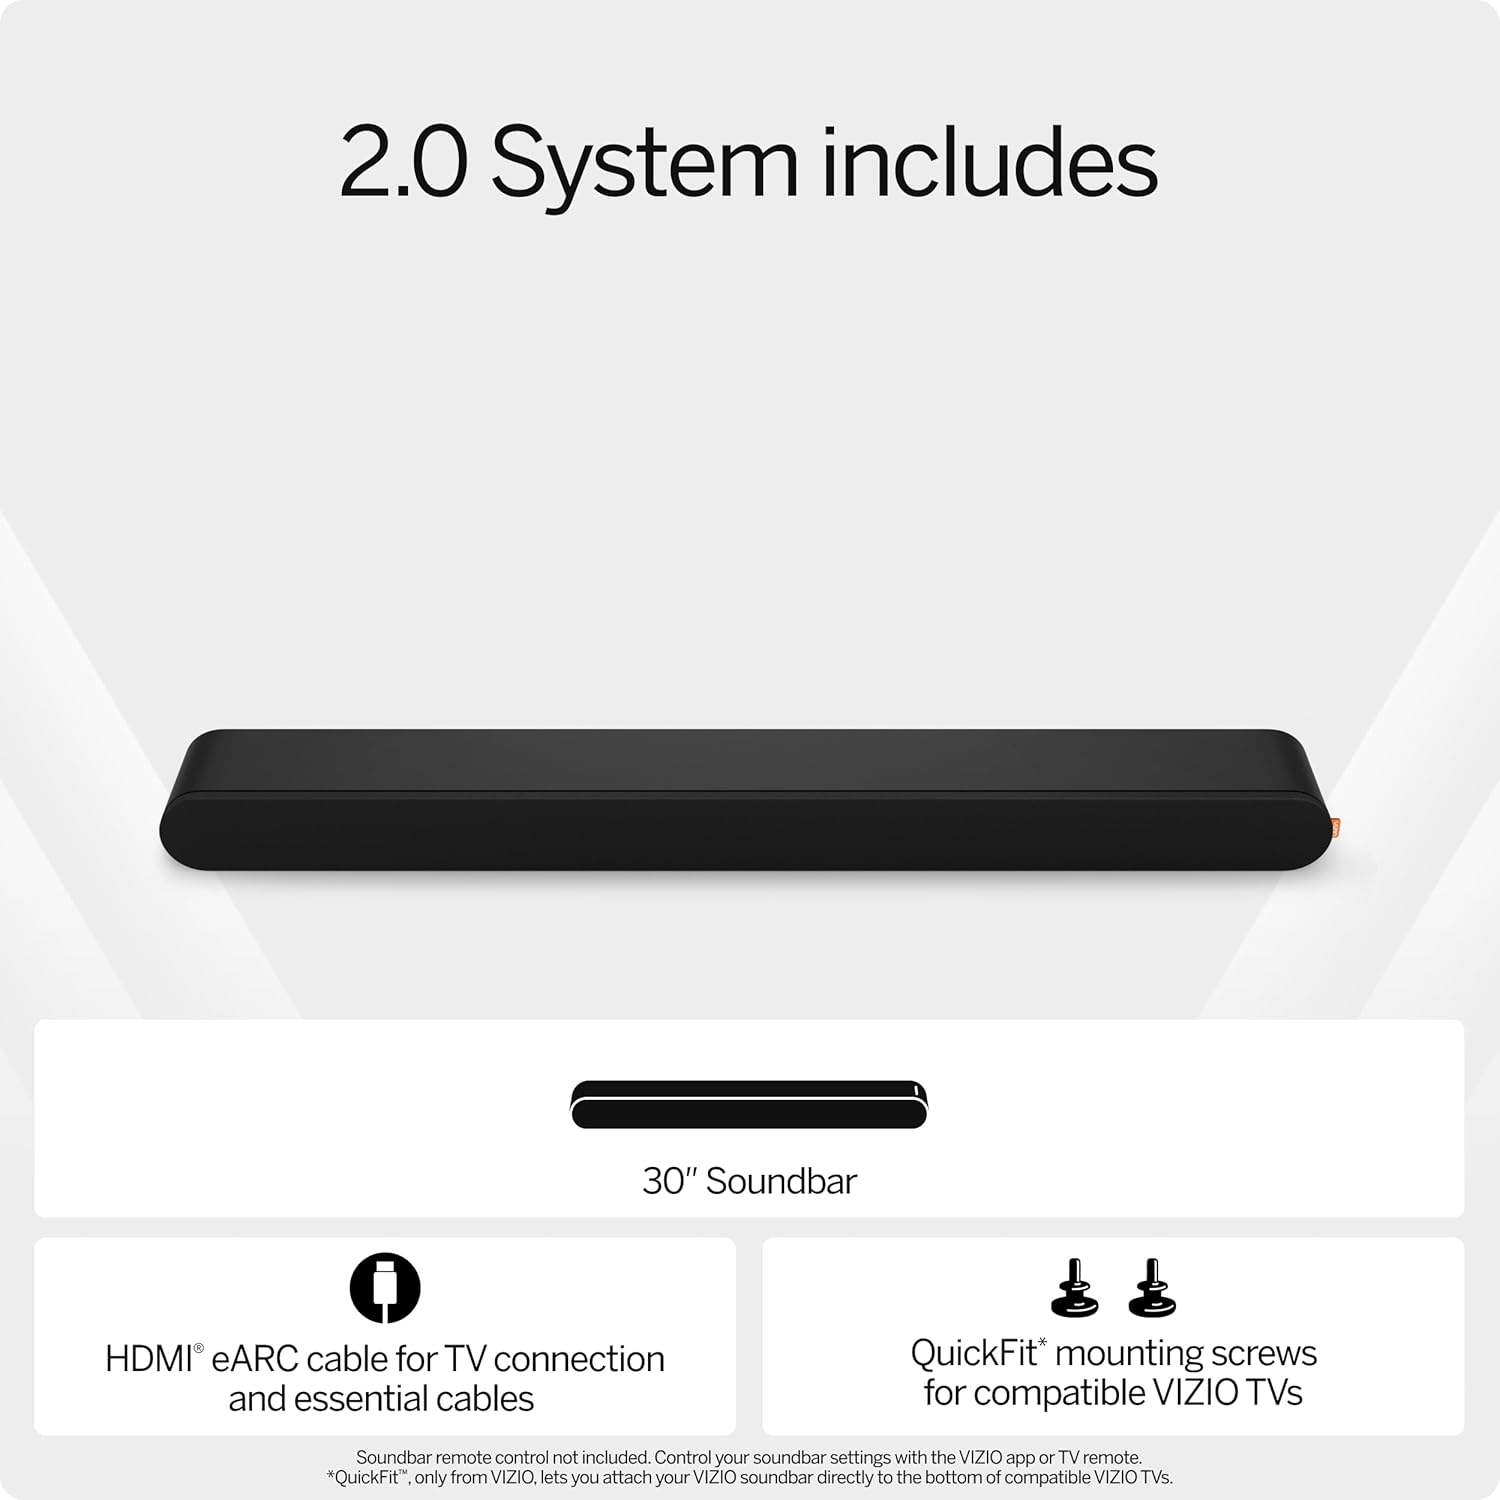 2.0 System includes
30" Soundbar
HDMI® eARC cable for TV connection
and essential cables
QuickFit* mounting screws
for compatible VIZIO TVs
Soundbar remote control not included. Control your soundbar settings with the VIZIO app or TV remote.
*QuickFit™, only from VIZIO, lets you attach your VIZIO soundbar directly to the bottom of compatible VIZIO TVs.